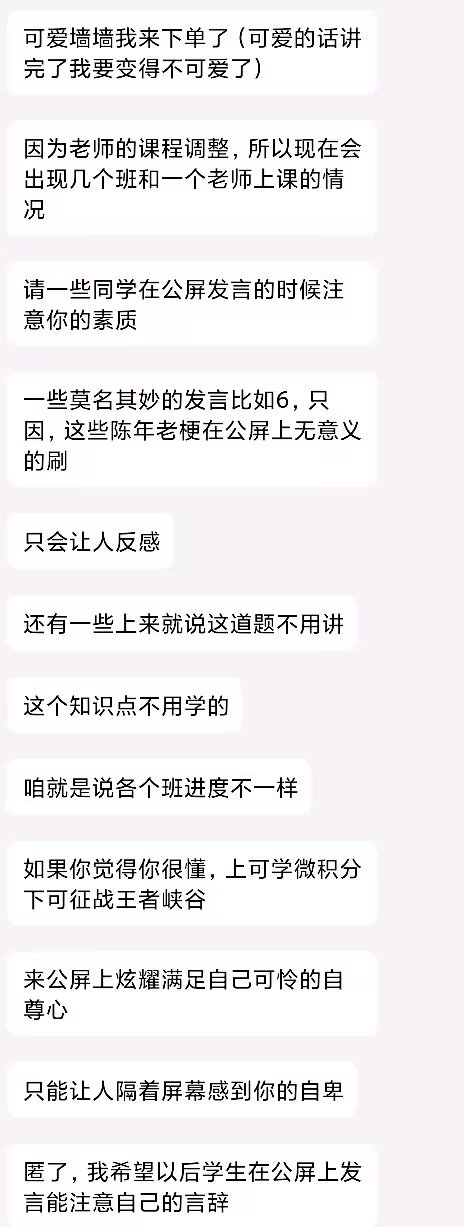 可爱墙墙我来下单了（可爱的话讲
完了我要变得不可爱了）
因为老师的课程调整，所以现在会
出现几个班和一个老师上课的情
况
请一些同学在公屏发言的时候注
意你的素质
一些莫名其妙的发言比如6，只
因，这些陈年老梗在公屏上无意义
的刷
只会让人反感
还有一些上来就说这道题不用讲
这个知识点不用学的
咱就是说各个班进度不一样
如果你觉得你很懂，上可学微积分
下可征战王者峡谷
来公屏上炫耀满足自己可怜的自
尊心
只能让人隔着屏幕感到你的自卑
匿了，我希望以后学生在公屏上发
言能注意自己的言辞